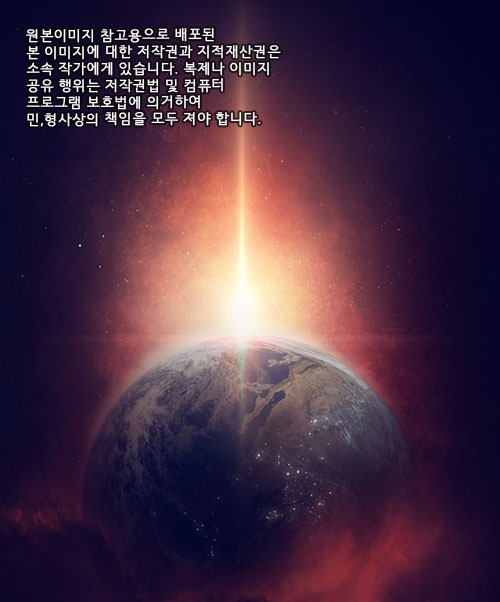 원본이미지 참고용으로 배포된
본 이미지에 대한 저작권과 지적재산권은
소속 작가에게 있습니다. 복제나 이미지
공유 행위는 저작권법 및 컴퓨터
프로그램 보호법에 의거하여
민,형사상의 책임을 모두 져야 합니다.